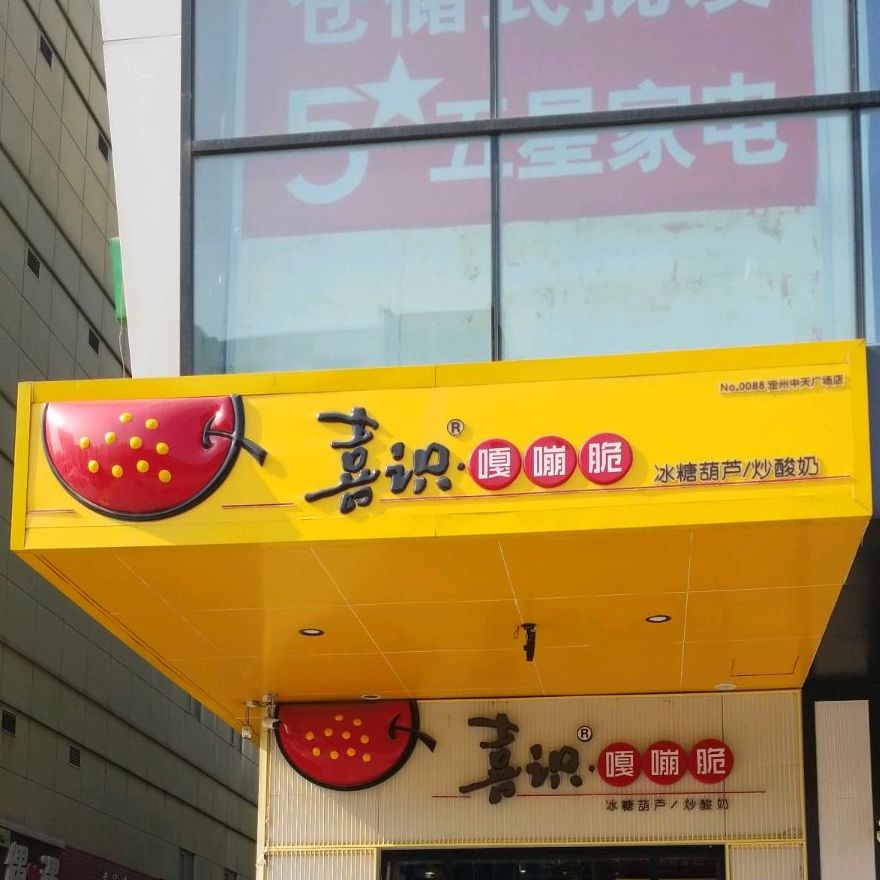 仓储式批发
5★五星家电
No.0088 定州中天广场店
喜识®·嘎嘣脆
冰糖葫芦/炒酸奶
喜识®·嘎嘣脆
冰糖葫芦/炒酸奶